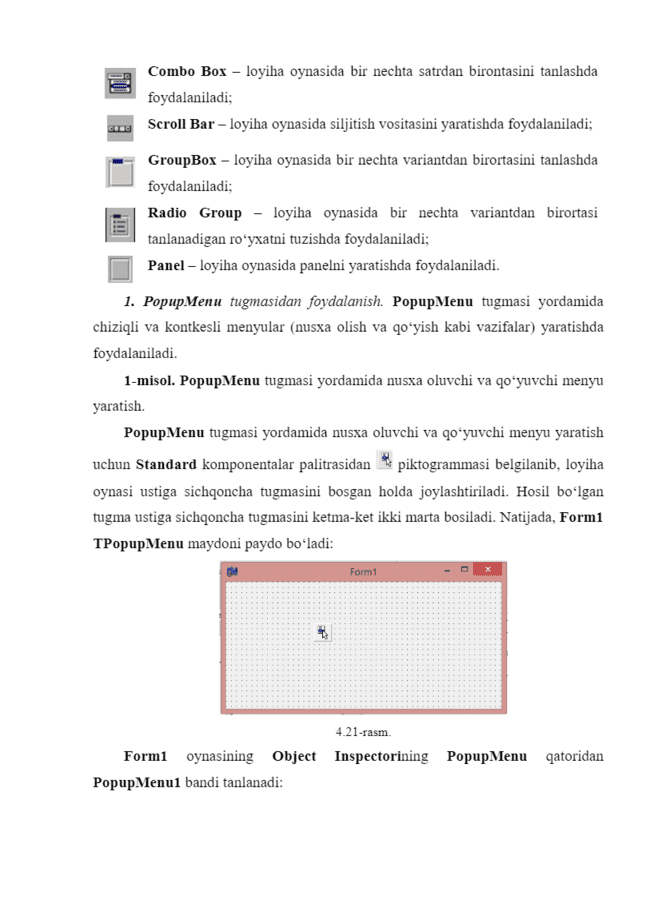 Combo Box – loyiha oynasida bir nechta satrdan birontasini tanlashda
foydalaniladi;
Scroll Bar – loyiha oynasida siljitish vositasini yaratishda foydalaniladi;
GroupBox – loyiha oynasida bir nechta variantdan birortasini tanlashda
foydalaniladi;
Radio Group – loyiha oynasida bir nechta variantdan birortasi
tanlanadigan ro‘yxatni tuzishda foydalaniladi;
Panel – loyiha oynasida panelni yaratishda foydalaniladi.
1. PopupMenu tugmasidan foydalanish. PopupMenu tugmasi yordamida
chiziqli va kontkesli menyular (nusxa olish va qo‘yish kabi vazifalar) yaratishda
foydalaniladi.
1-misol. PopupMenu tugmasi yordamida nusxa oluvchi va qo‘yuvchi menyu
yaratish.
PopupMenu tugmasi yordamida nusxa oluvchi va qo‘yuvchi menyu yaratish
uchun Standard komponentalar palitrasidan piktogrammasi belgilanib, loyiha
oynasi ustiga sichqoncha tugmasini bosgan holda joylashtiriladi. Hosil bo‘lgan
tugma ustiga sichqoncha tugmasini ketma-ket ikki marta bosiladi. Natijada, Form1
TPopupMenu maydoni paydo bo‘ladi:
Form1
4.21-rasm.
Form1 oynasining Object Inspectorining PopupMenu qatoridan
PopupMenu1 bandi tanlanadi: